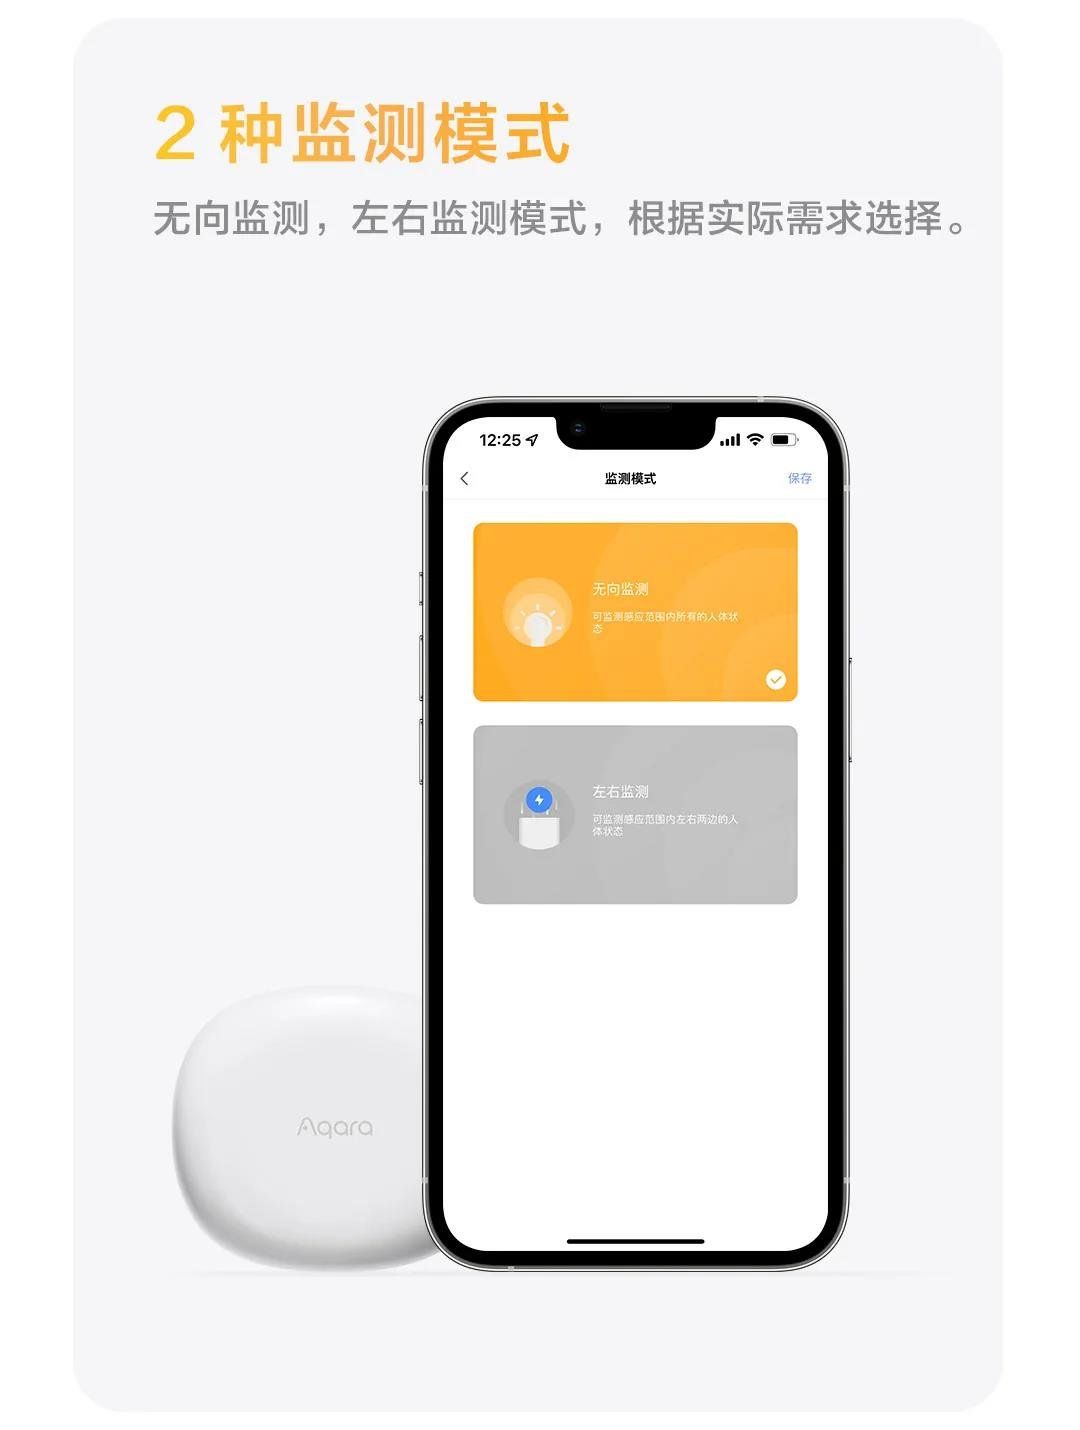 2 种监测模式
无向监测，左右监测模式，根据实际需求选择。
12:25
监测模式
保存
无向监测
可监测感应范围内所有的人体状
态
左右监测
可监测感应范围内左右两边的人
体状态
Aqara